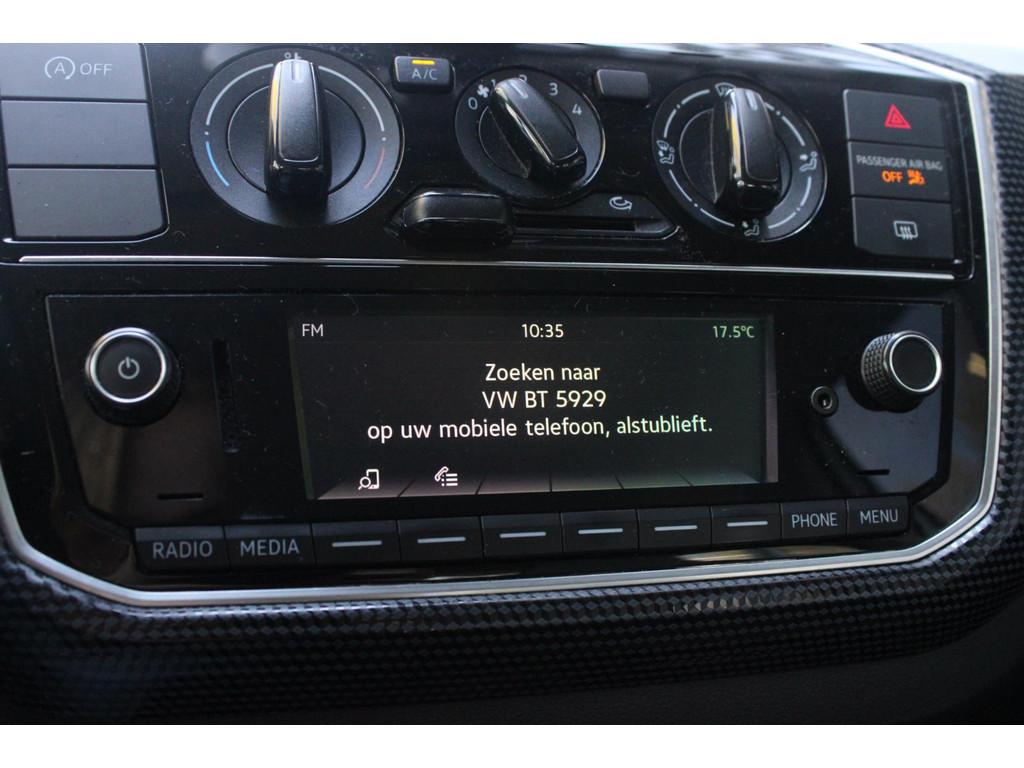 A OFF
A/C
0 1 2 3 4
PASSENGER AIR BAG
OFF
FM 10:35 17.5°C
Zoeken naar
VW BT 5929
op uw mobiele telefoon, alstublieft.
RADIO MEDIA PHONE MENU